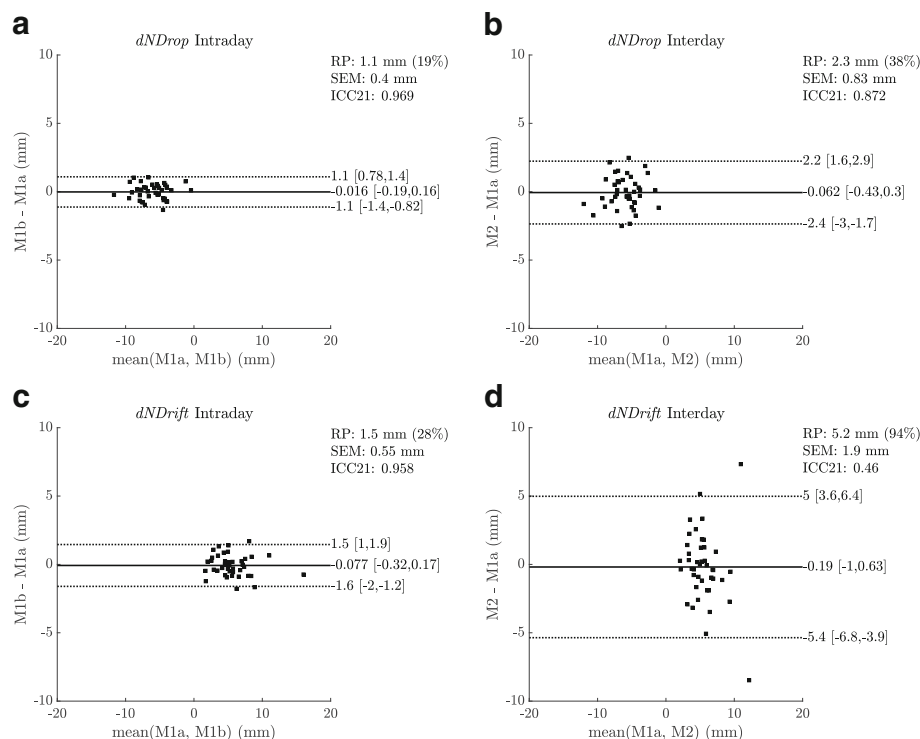 a
dNDrop Intraday
RP: 1.1 mm (19%)
SEM: 0.4 mm
ICC21: 0.969
M1b - M1a (mm)
10
5
0
-5
-10
1.1 [0.78,1.4]
-0.016 [-0.19,0.16]
-1.1 [-1.4,-0.82]
-20 -10 0 10 20
mean(M1a, M1b) (mm)
b
dNDrop Interday
RP: 2.3 mm (38%)
SEM: 0.83 mm
ICC21: 0.872
M2 - M1a (mm)
10
5
0
-5
-10
2.2 [1.6,2.9]
-0.062 [-0.43,0.3]
-2.4 [-3,-1.7]
-20 -10 0 10 20
mean(M1a, M2) (mm)
c
dNDrift Intraday
RP: 1.5 mm (28%)
SEM: 0.55 mm
ICC21: 0.958
M1b - M1a (mm)
10
5
0
-5
-10
1.5 [1,1.9]
-0.077 [-0.32,0.17]
-1.6 [-2,-1.2]
-20 -10 0 10 20
mean(M1a, M1b) (mm)
d
dNDrift Interday
RP: 5.2 mm (94%)
SEM: 1.9 mm
ICC21: 0.46
M2 - M1a (mm)
10
5
0
-5
-10
5 [3.6,6.4]
-0.19 [-1,0.63]
-5.4 [-6.8,-3.9]
-20 -10 0 10 20
mean(M1a, M2) (mm)